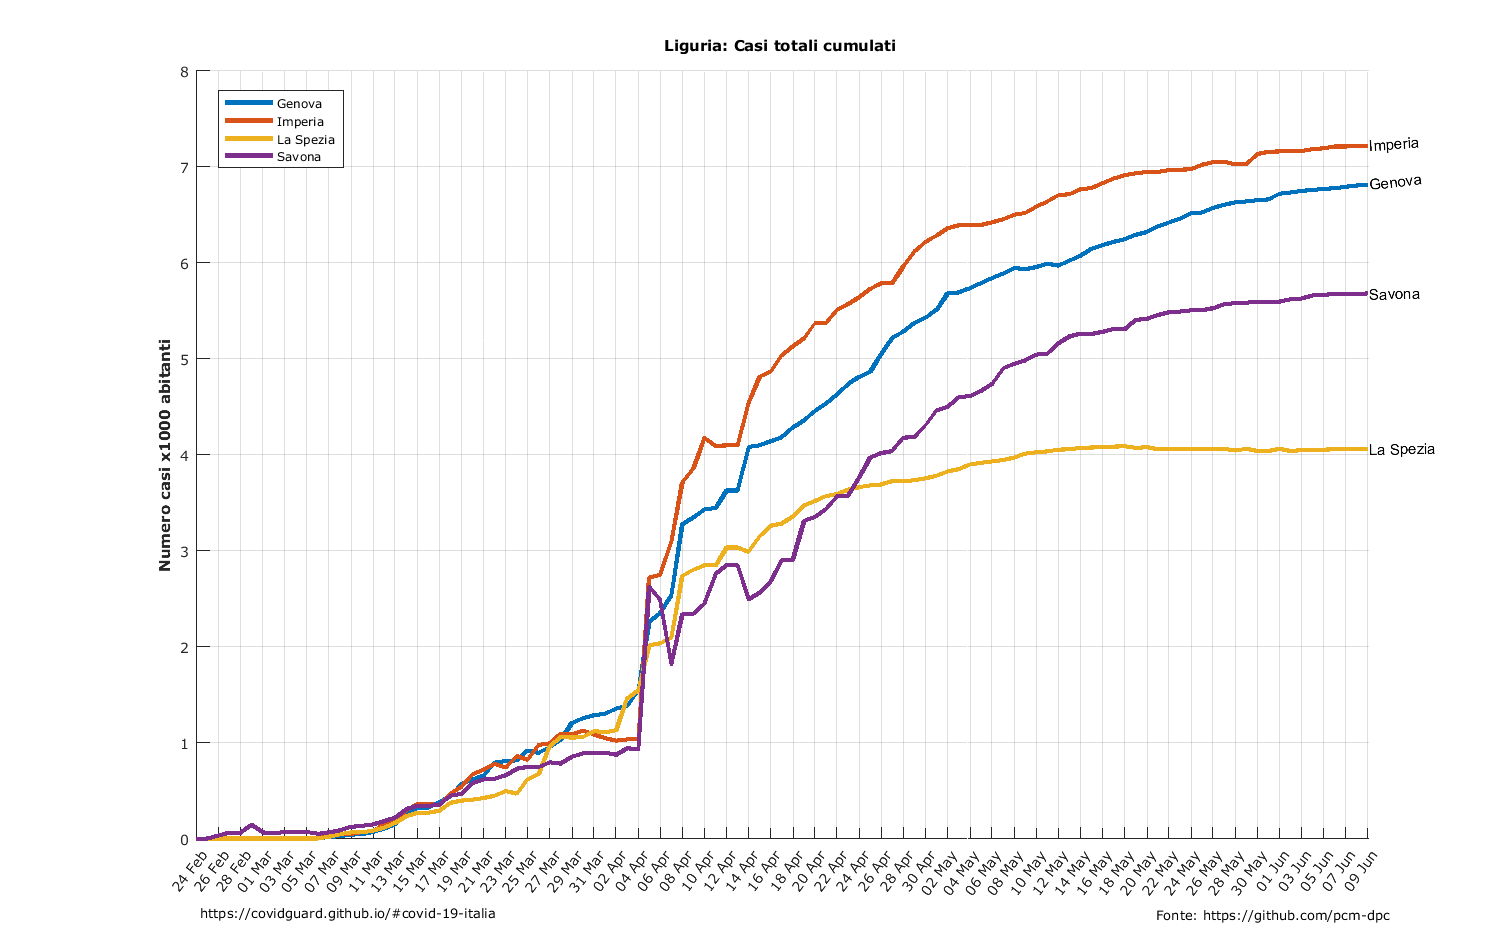 Liguria: Casi totali cumulati
Numero casi x1000 abitanti
8
7
6
5
4
3
2
1
0
Genova
Imperia
La Spezia
Savona
Imperia
Genova
Savona
La Spezia
24 Feb
26 Feb
28 Feb
01 Mar
03 Mar
05 Mar
07 Mar
09 Mar
11 Mar
13 Mar
15 Mar
17 Mar
19 Mar
21 Mar
23 Mar
25 Mar
27 Mar
29 Mar
31 Mar
02 Apr
04 Apr
06 Apr
08 Apr
10 Apr
12 Apr
14 Apr
16 Apr
18 Apr
20 Apr
22 Apr
24 Apr
26 Apr
28 Apr
30 Apr
02 May
04 May
06 May
08 May
10 May
12 May
14 May
16 May
18 May
20 May
22 May
24 May
26 May
28 May
30 May
01 Jun
03 Jun
05 Jun
07 Jun
09 Jun
https://covidguard.github.io/#covid-19-italia
Fonte: https://github.com/pcm-dpc